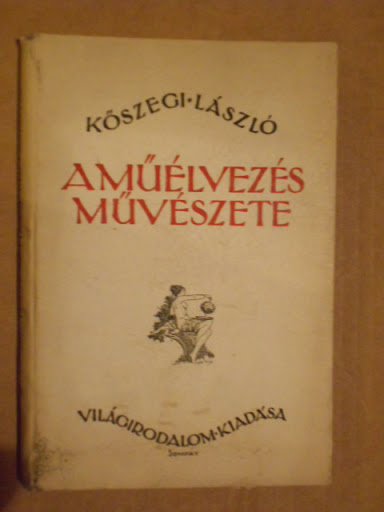 KŐSZEGI·LÁSZLÓ
A MŰÉLVEZÉS
MŰVÉSZETE
VILÁGIRODALOM·KIADÁSA